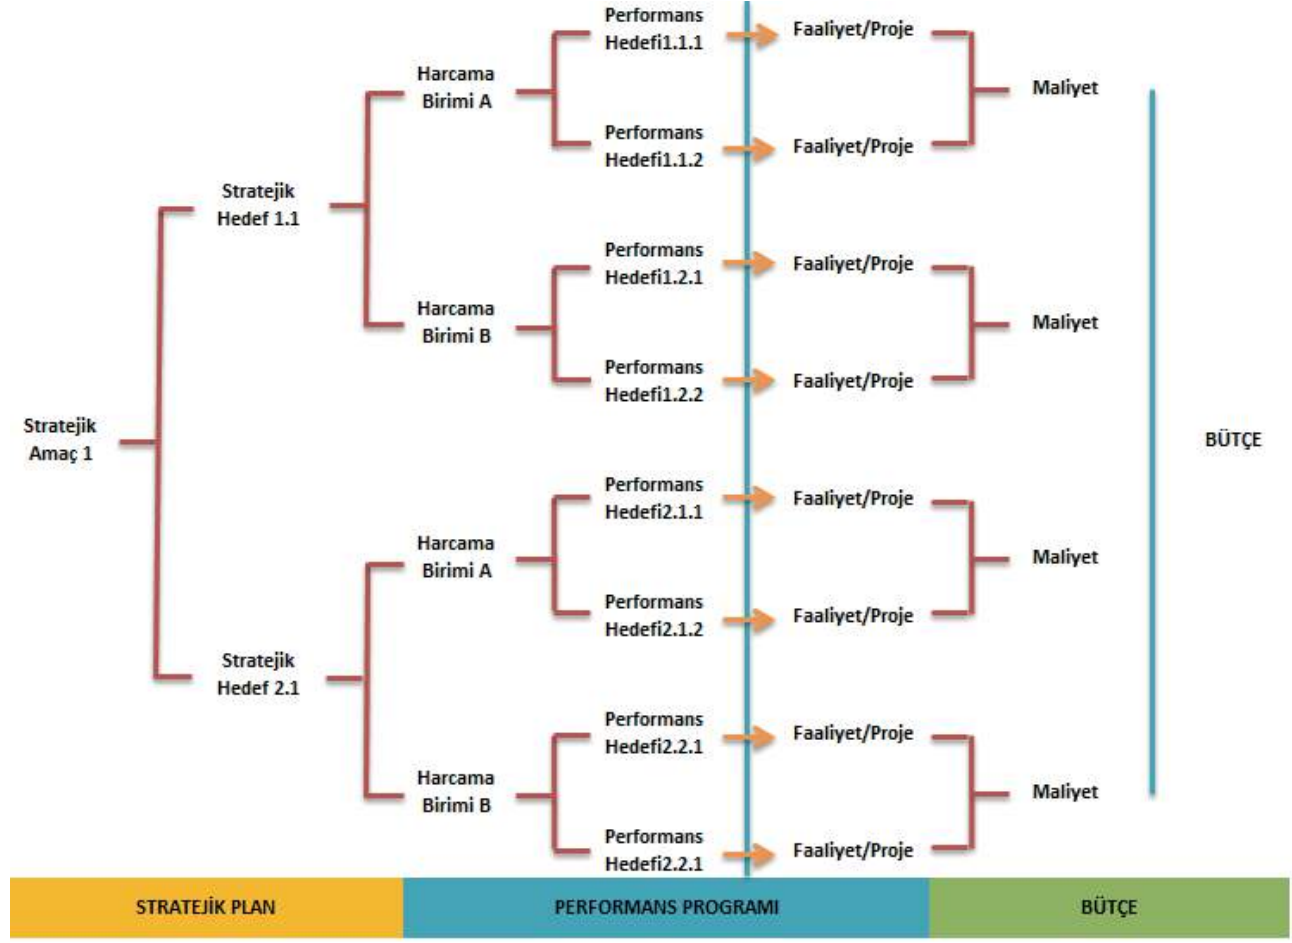 Performans
Hedefi1.1.1
Faaliyet/Proje
Harcama
Birimi A
Maliyet
Performans
Hedefi1.1.2
Faaliyet/Proje
Stratejik
Hedef 1.1
Performans
Hedefi1.2.1
Faaliyet/Proje
Harcama
Birimi B
Maliyet
Performans
Hedefi1.2.2
Faaliyet/Proje
Stratejik
Amaç 1
BÜTÇE
Performans
Hedefi2.1.1
Faaliyet/Proje
Harcama
Birimi A
Maliyet
Performans
Hedefi2.1.2
Faaliyet/Proje
Stratejik
Hedef 2.1
Performans
Hedefi2.2.1
Faaliyet/Proje
Harcama
Birimi B
Maliyet
Performans
Hedefi2.2.1
Faaliyet/Proje
STRATEJİK PLAN
PERFORMANS PROGRAMI
BÜTÇE